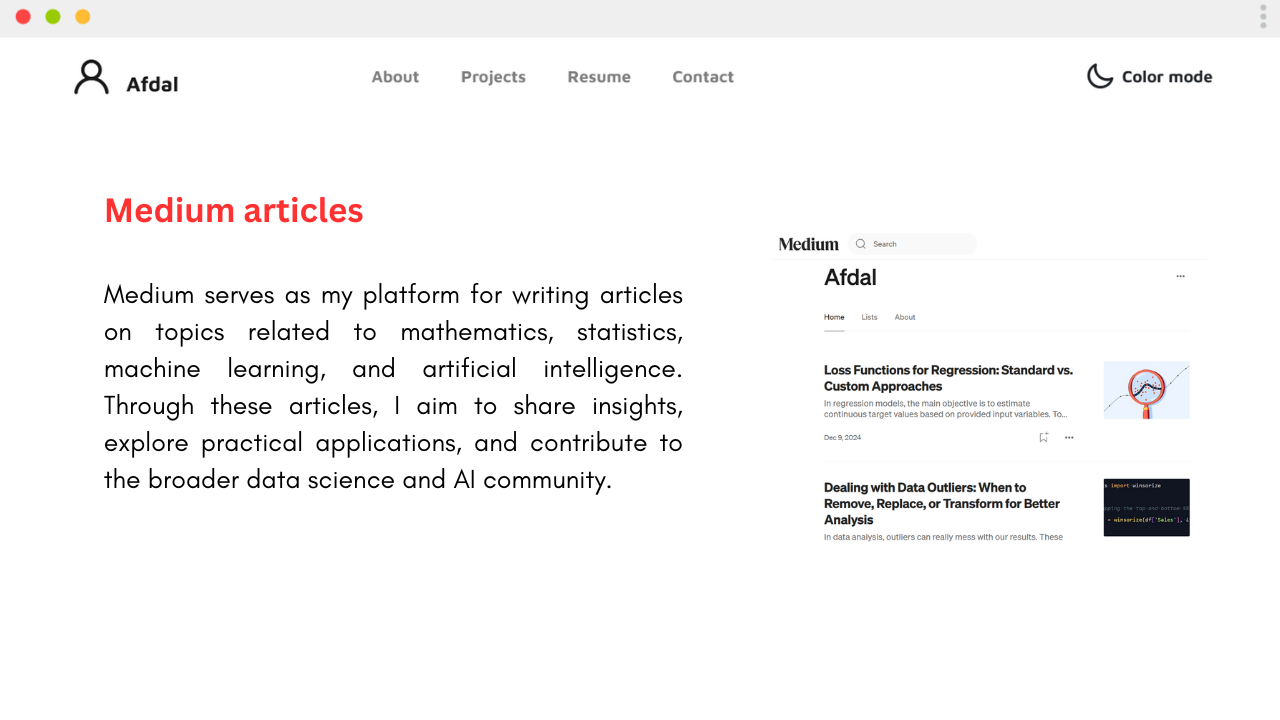 Afdal
About Projects Resume Contact
Color mode
Medium articles
Medium serves as my platform for writing articles
on topics related to mathematics, statistics,
machine learning, and artificial intelligence.
Through these articles, I aim to share insights,
explore practical applications, and contribute to
the broader data science and AI community.
Medium Search
Afdal
Home Lists About
Loss Functions for Regression: Standard vs.
Custom Approaches
In regression models, the main objective is to estimate
continuous target values based on provided input variables. To...
Dec 9, 2024
Dealing with Data Outliers: When to
Remove, Replace, or Transform for Better
Analysis
In data analysis, outliers can really mess with our results. These
s import winsorize
pping the top and bottom
= winsorize(df['Sales'],